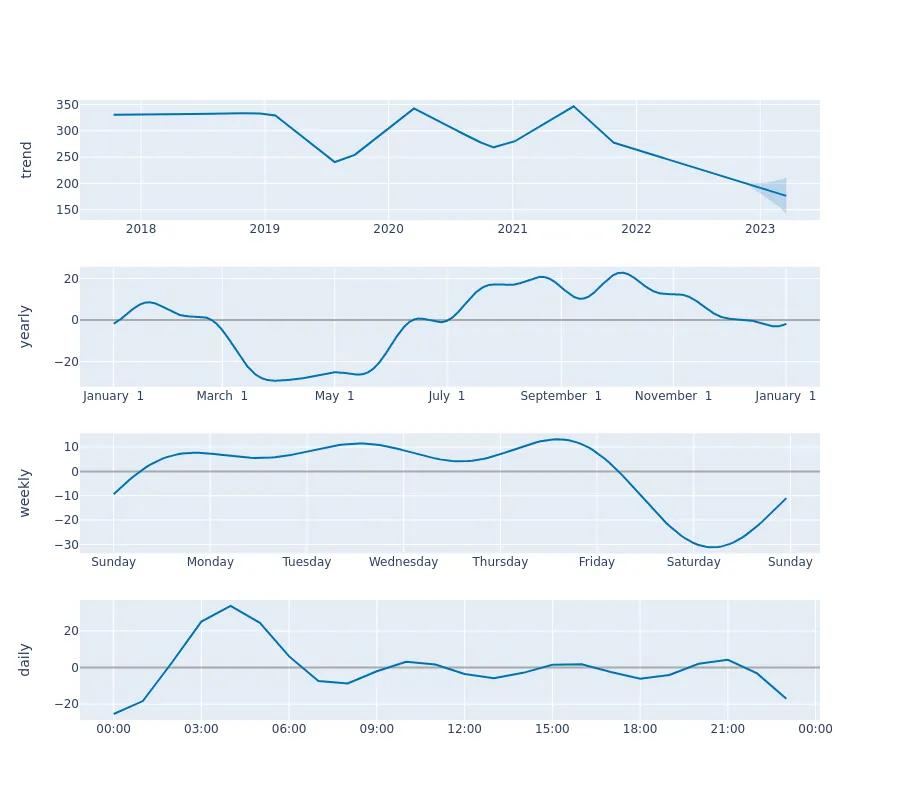 trend
350
300
250
200
150
2018 2019 2020 2021 2022 2023
yearly
20
0
−20
January 1 March 1 May 1 July 1 September 1 November 1 January 1
weekly
10
0
−10
−20
−30
Sunday Monday Tuesday Wednesday Thursday Friday Saturday Sunday
daily
20
0
−20
00:00 03:00 06:00 09:00 12:00 15:00 18:00 21:00 00:00